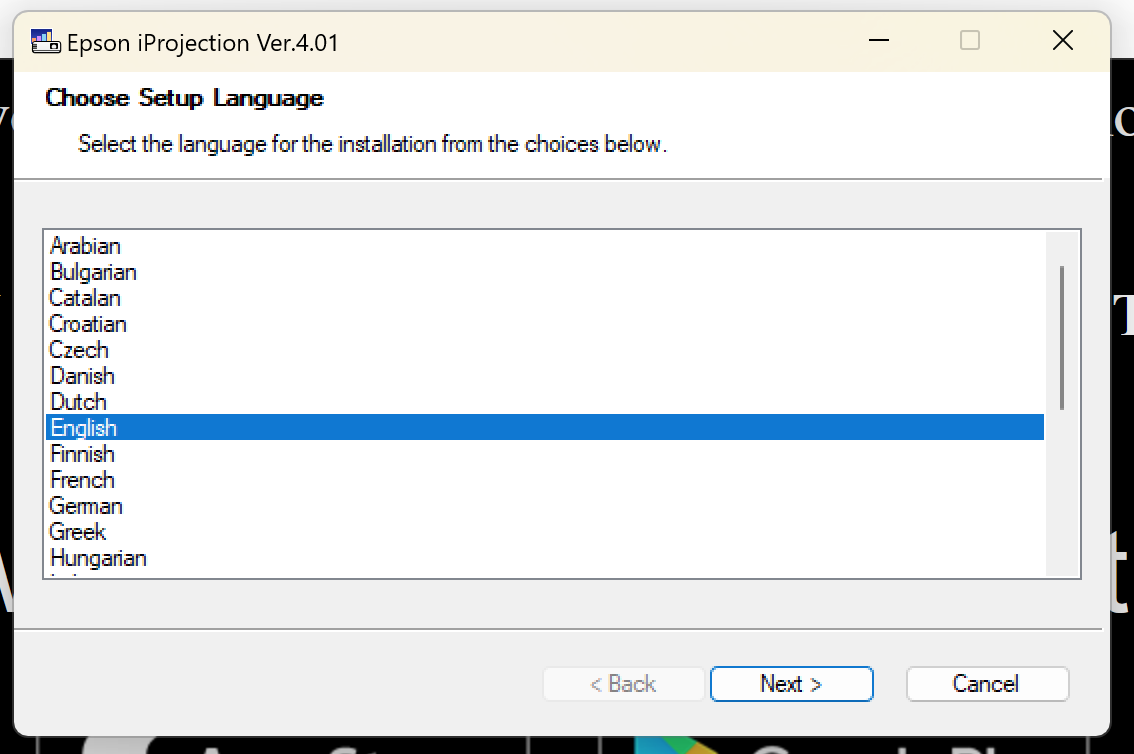 Epson iProjection Ver.4.01
Choose Setup Language
Select the language for the installation from the choices below.
Arabian
Bulgarian
Catalan
Croatian
Czech
Danish
Dutch
English
Finnish
French
German
Greek
Hungarian
< Back
Next >
Cancel